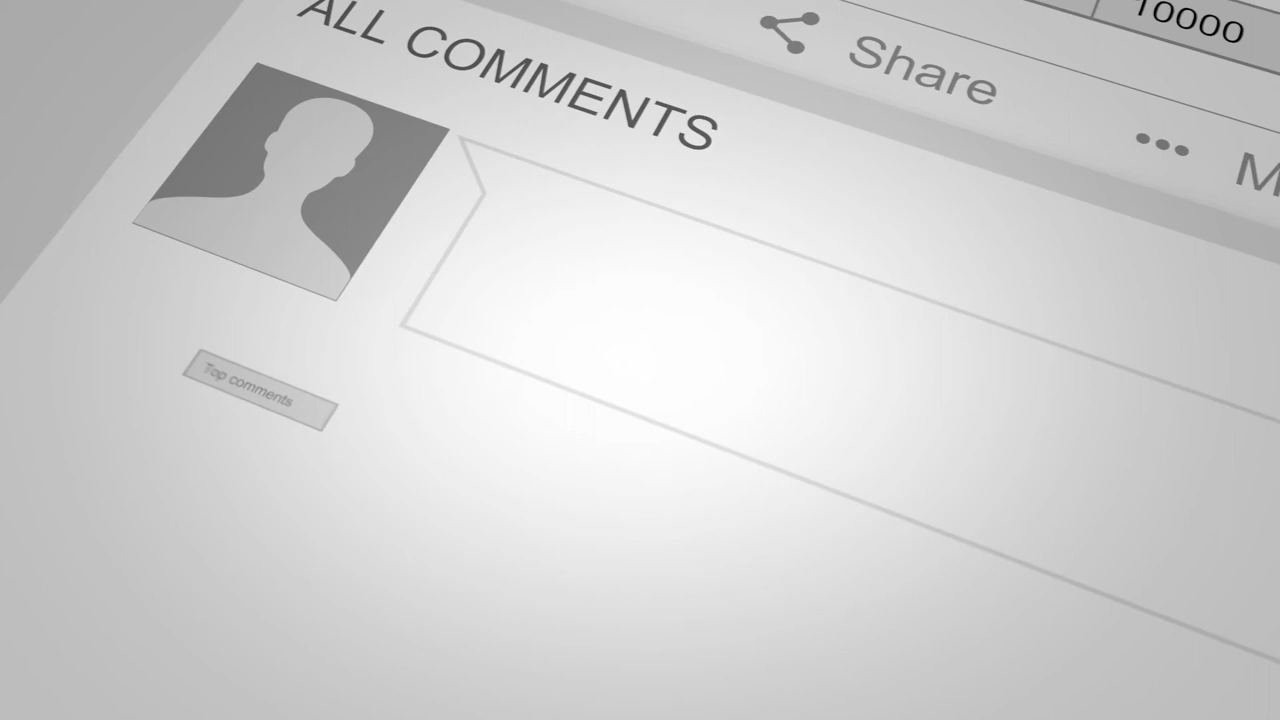 10000
Share
••• M
ALL COMMENTS
Top comments